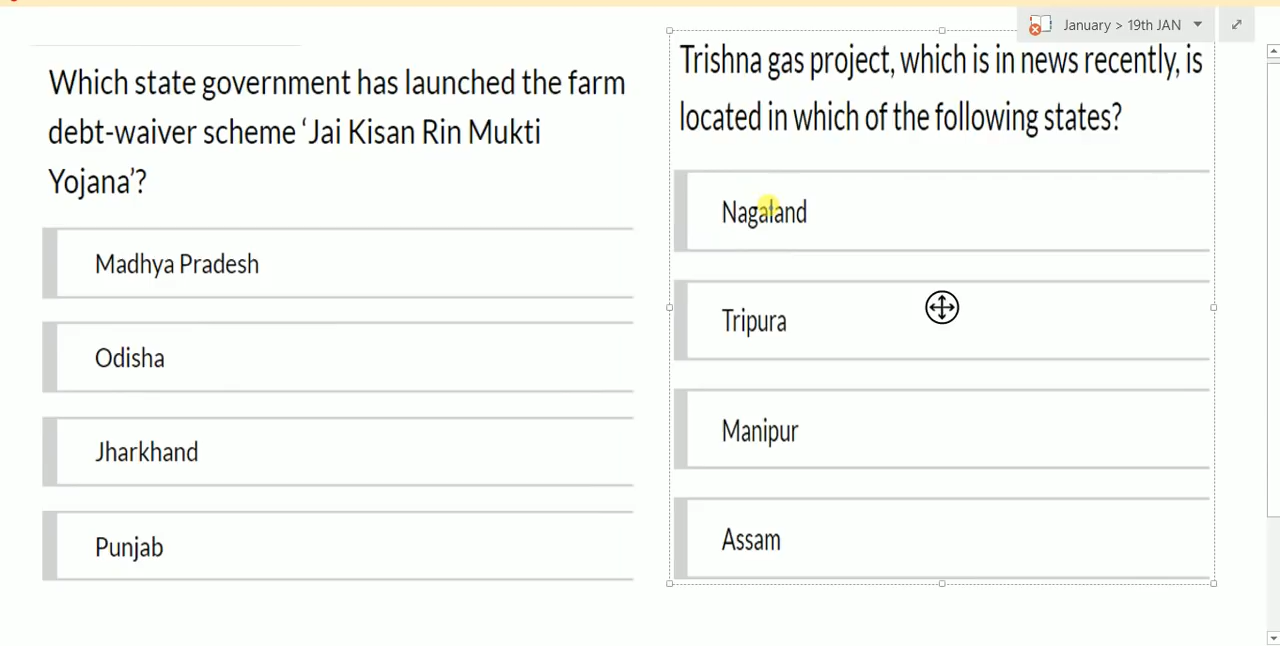 January > 19th JAN
Which state government has launched the farm
debt-waiver scheme ‘Jai Kisan Rin Mukti
Yojana’?
Madhya Pradesh
Odisha
Jharkhand
Punjab
Trishna gas project, which is in news recently, is
located in which of the following states?
Nagaland
Tripura
Manipur
Assam